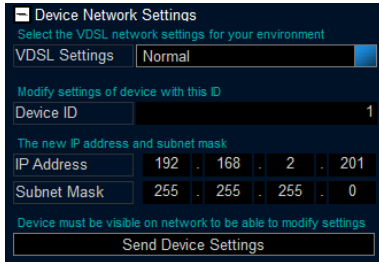 Device Network Settings
Select the VDSL network settings for your environment
VDSL Settings Normal
Modify settings of device with this ID
Device ID 1
The new IP address and subnet mask
IP Address 192 . 168 . 2 . 201
Subnet Mask 255 . 255 . 255 . 0
Device must be visible on network to be able to modify settings
Send Device Settings